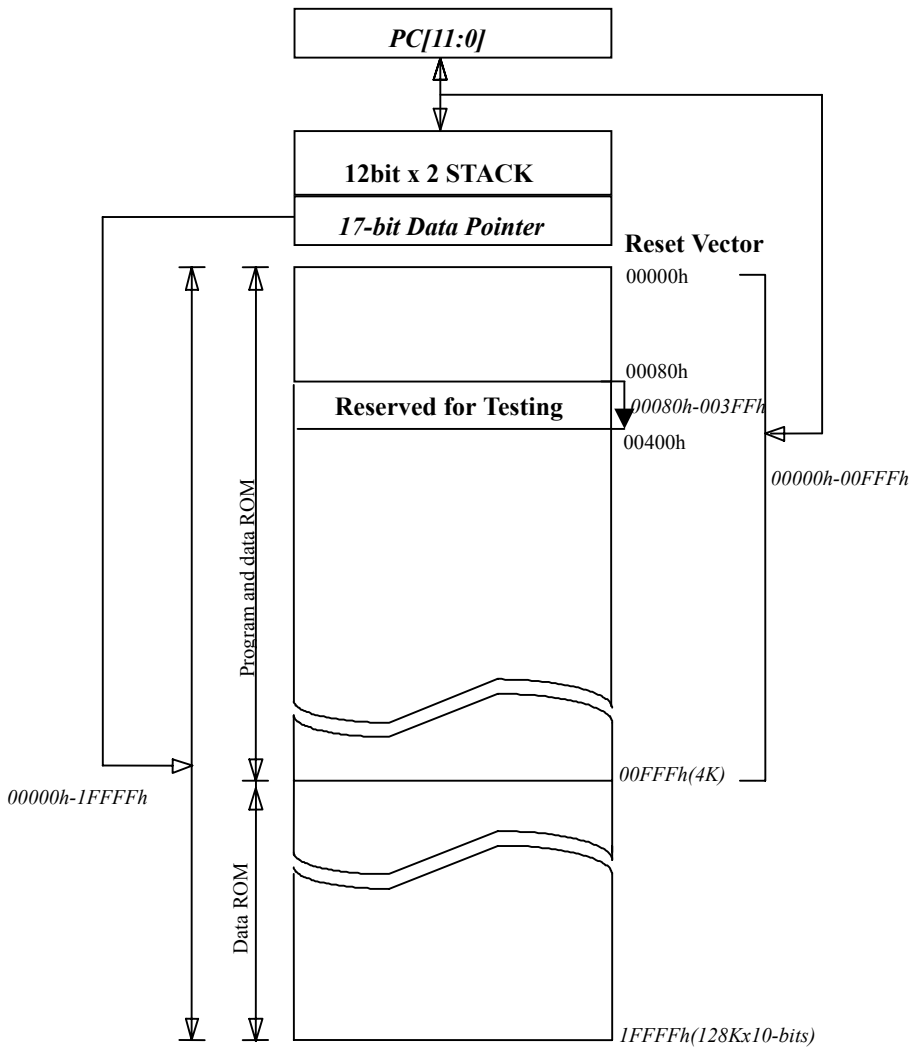 PC[11:0]
12bit x 2 STACK
17-bit Data Pointer
Reset Vector
00000h
00080h
Reserved for Testing
00080h-003FFh
00400h
00000h-00FFFh
Program and data ROM
00FFFh(4K)
00000h-1FFFFh
Data ROM
1FFFFh(128Kx10-bits)